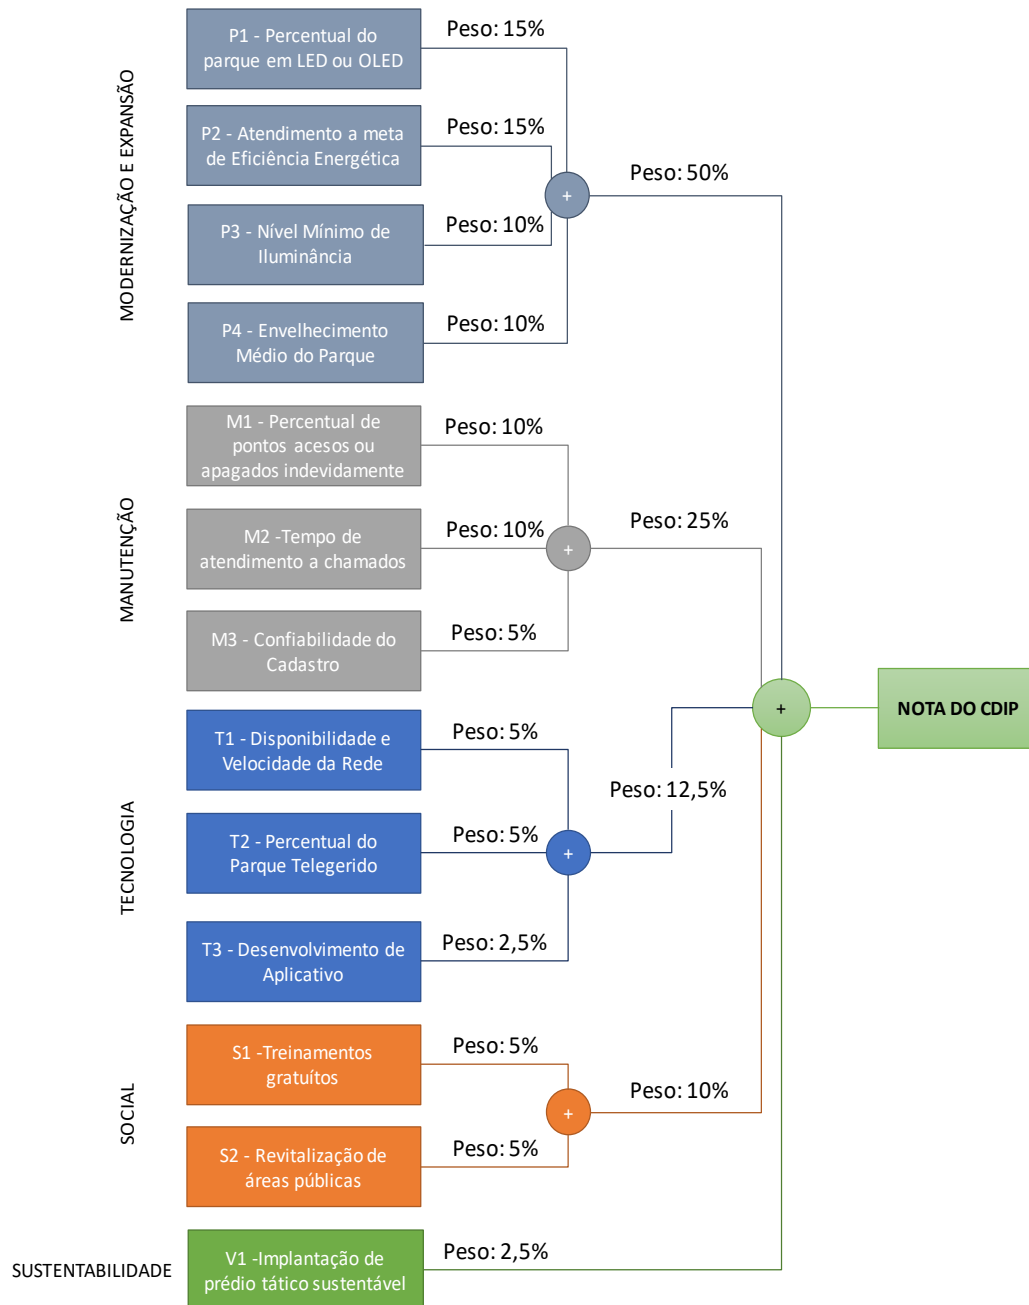 MODERNIZAÇÃO E EXPANSÃO
P1 - Percentual do
parque em LED ou OLED
Peso: 15%
P2 - Atendimento a meta
de Eficiência Energética
Peso: 15%
P3 - Nível Mínimo de
Iluminância
Peso: 10%
P4 - Envelhecimento
Médio do Parque
Peso: 10%
+
Peso: 50%
MANUTENÇÃO
M1 - Percentual de
pontos acesos ou
apagados indevidamente
Peso: 10%
M2 -Tempo de
atendimento a chamados
Peso: 10%
M3 - Confiabilidade do
Cadastro
Peso: 5%
+
Peso: 25%
TECNOLOGIA
T1 - Disponibilidade e
Velocidade da Rede
Peso: 5%
T2 - Percentual do
Parque Telegerido
Peso: 5%
T3 - Desenvolvimento de
Aplicativo
Peso: 2,5%
+
Peso: 12,5%
SOCIAL
S1 -Treinamentos
gratuítos
Peso: 5%
S2 - Revitalização de
áreas públicas
Peso: 5%
+
Peso: 10%
SUSTENTABILIDADE
V1 -Implantação de
prédio tático sustentável
Peso: 2,5%
+
NOTA DO CDIP